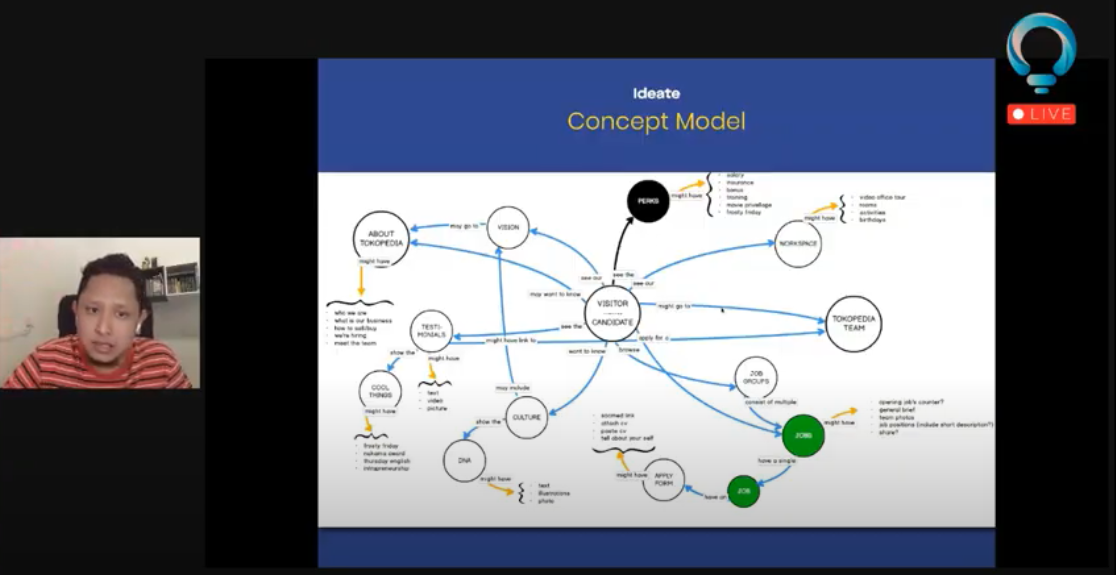 LIVE
Ideate
Concept Model
PERKS
might have
salary
insurance
bonus
training
movie privilege
frosty friday
WORKSPACE
might have
video office tour
rooms
activities
birthdays
ABOUT
TOKOPEDIA
may go to
VISION
might have
who we are
what is our business
how to sell/buy
we're hiring
meet the team
see our
see the
see our
may want to know
VISITOR
CANDIDATE
might go to
TOKOPEDIA
TEAM
TESTI-
MONIALS
see the
might have link to
apply for a
want to know
browse
show the
might have
COOL
THINGS
might have
frosty friday
nakama award
thursday english
intrapreneurship
text
video
picture
may include
CULTURE
show the
DNA
might have
text
illustrations
photo
JOB
GROUPS
consist of multiple
JOBS
might have
opening job's counter?
general brief
team photos
job positions (include short description?)
share?
have a single
JOB
have an
APPLY
FORM
might have
attach cv
paste cv
tell about your self